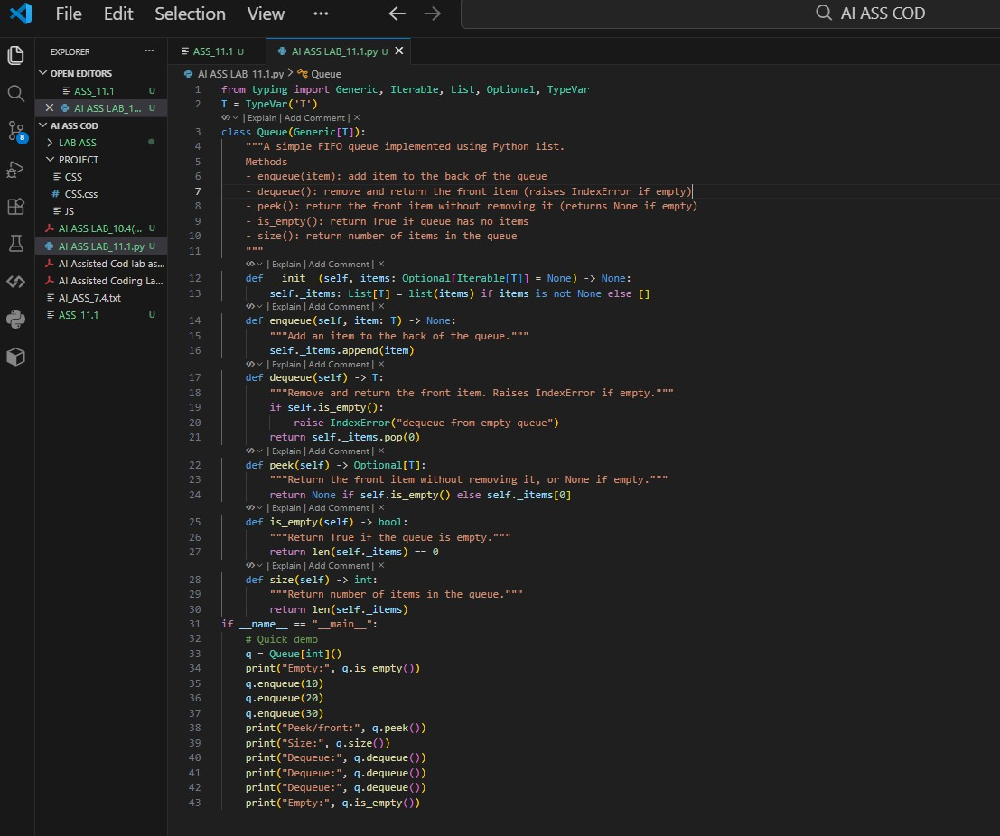 File Edit Selection View ··· AI ASS COD
EXPLORER ···
OPEN EDITORS
ASS_11.1 U
AI ASS LAB_1... U
AI ASS COD
LAB ASS
PROJECT
CSS
# CSS.css
JS
AI ASS LAB_10.4(... U
AI ASS LAB_11.1.py U
AI Assisted Cod lab as...
AI Assisted Coding La...
AI_ASS_7.4.txt
ASS_11.1 U
8
ASS_11.1 U AI ASS LAB_11.1.py U
AI ASS LAB_11.1.py > Queue
1 from typing import Generic, Iterable, List, Optional, TypeVar
2 T = TypeVar('T')
| Explain | Add Comment | X
3 class Queue(Generic[T]):
4 """A simple FIFO queue implemented using Python list.
5 Methods
6 - enqueue(item): add item to the back of the queue
7 - dequeue(): remove and return the front item (raises IndexError if empty)
8 - peek(): return the front item without removing it (returns None if empty)
9 - is_empty(): return True if queue has no items
10 - size(): return number of items in the queue
11 """
| Explain | Add Comment | X
12 def __init__(self, items: Optional[Iterable[T]] = None) -> None:
13 self._items: List[T] = list(items) if items is not None else []
| Explain | Add Comment | X
14 def enqueue(self, item: T) -> None:
15 """Add an item to the back of the queue."""
16 self._items.append(item)
| Explain | Add Comment | X
17 def dequeue(self) -> T:
18 """Remove and return the front item. Raises IndexError if empty."""
19 if self.is_empty():
20 raise IndexError("dequeue from empty queue")
21 return self._items.pop(0)
| Explain | Add Comment | X
22 def peek(self) -> Optional[T]:
23 """Return the front item without removing it, or None if empty."""
24 return None if self.is_empty() else self._items[0]
| Explain | Add Comment | X
25 def is_empty(self) -> bool:
26 """Return True if the queue is empty."""
27 return len(self._items) == 0
| Explain | Add Comment | X
28 def size(self) -> int:
29 """Return number of items in the queue."""
30 return len(self._items)
31 if __name__ == "__main__":
32 # Quick demo
33 q = Queue[int]()
34 print("Empty:", q.is_empty())
35 q.enqueue(10)
36 q.enqueue(20)
37 q.enqueue(30)
38 print("Peek/front:", q.peek())
39 print("Size:", q.size())
40 print("Dequeue:", q.dequeue())
41 print("Dequeue:", q.dequeue())
42 print("Dequeue:", q.dequeue())
43 print("Empty:", q.is_empty())